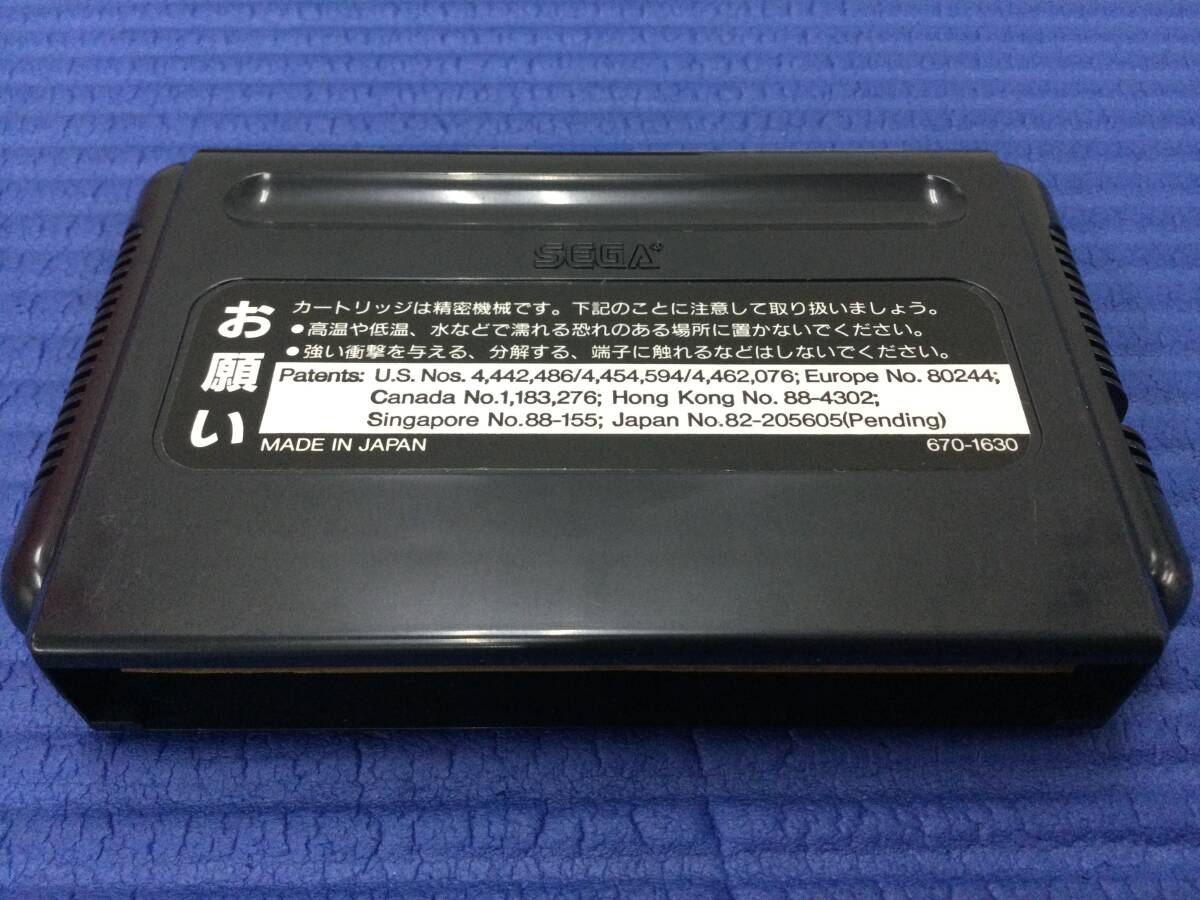 SEGA®
お願い
カートリッジは精密機械です。下記のことに注意して取り扱いましょう。
●高温や低温、水などで濡れる恐れのある場所に置かないでください。
●強い衝撃を与える、分解する、端子に触れるなどはしないでください。
Patents: U.S. Nos. 4,442,486/4,454,594/4,462,076; Europe No. 80244;
Canada No.1,183,276; Hong Kong No. 88-4302;
Singapore No.88-155; Japan No.82-205605(Pending)
MADE IN JAPAN
670-1630